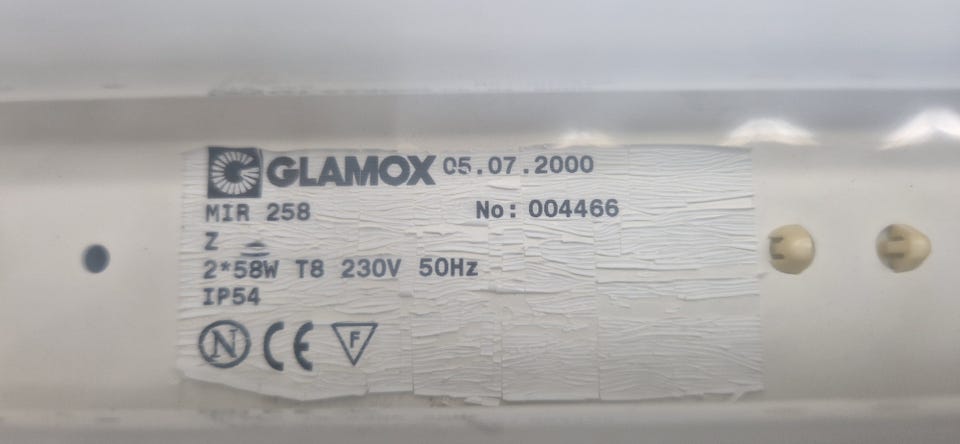 GLAMOX 05.07.2000
MIR 258 No: 004466
Z
2*58W T8 230V 50Hz
IP54
N CE F